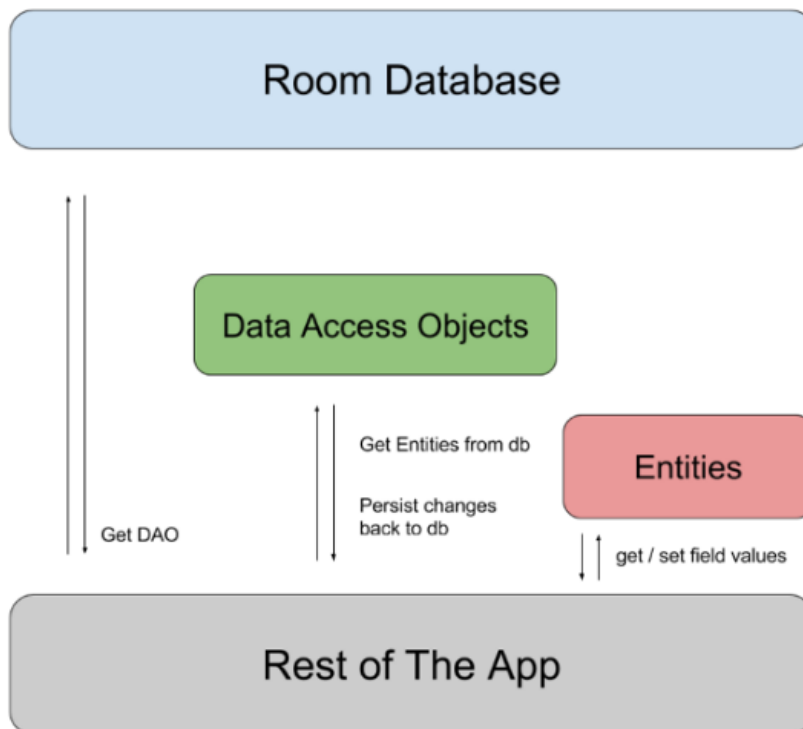 Room Database
Data Access Objects
Get Entities from db
Entities
Persist changes
back to db
Get DAO
get / set field values
Rest of The App